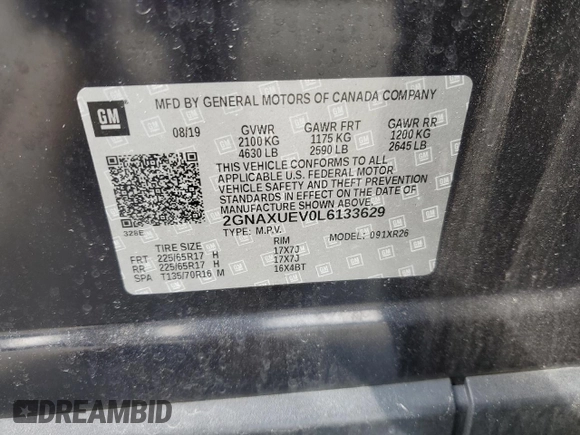 GM
MFD BY GENERAL MOTORS OF CANADA COMPANY
08/19 GVWR GAWR FRT GAWR RR
2100 KG 1175 KG 1200 KG
4630 LB 2590 LB 2645 LB
THIS VEHICLE CONFORMS TO ALL
APPLICABLE U.S. FEDERAL MOTOR
VEHICLE SAFETY AND THEFT PREVENTION
STANDARDS IN EFFECT ON THE DATE OF
MANUFACTURE SHOWN ABOVE.
2GNAXUEV0L6133629
328E TYPE: M.P.V. MODEL: 091XR26
TIRE SIZE RIM
FRT 225/65R17 H 17X7J
RR 225/65R17 H 17X7J
SPA T135/70R16 M 16X4BT
DREAMBID